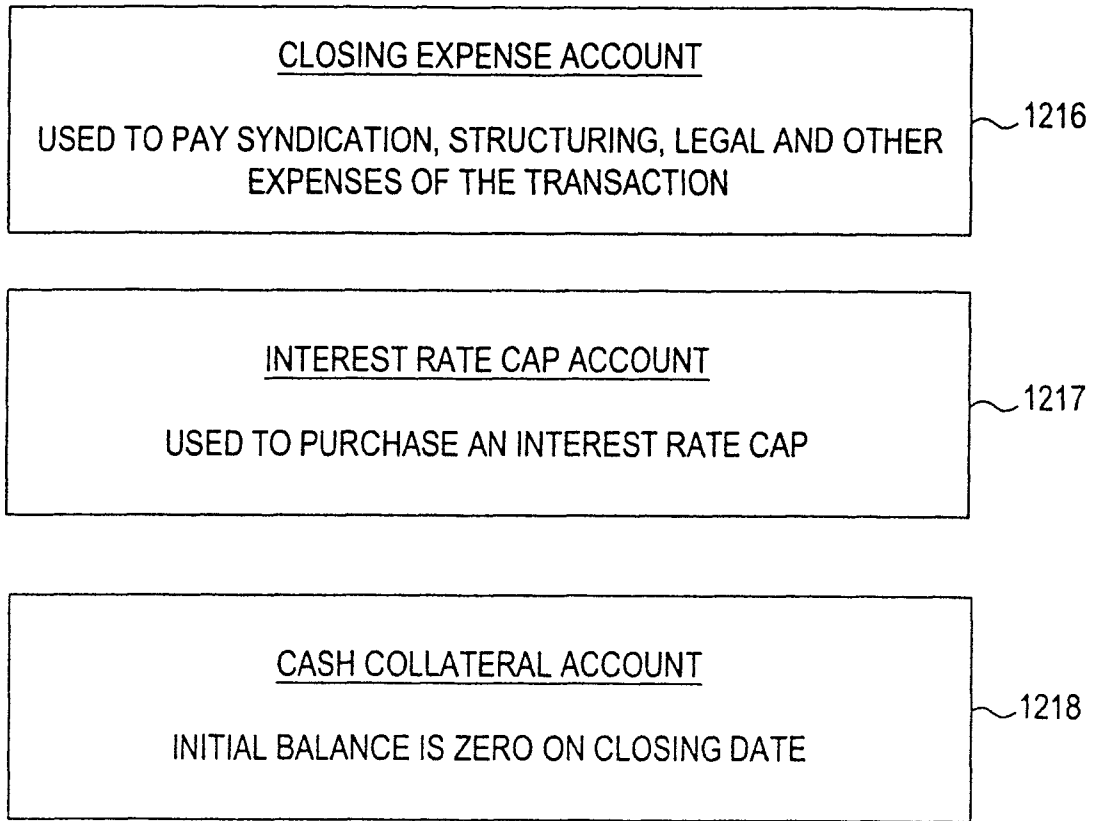 CLOSING EXPENSE ACCOUNT
USED TO PAY SYNDICATION, STRUCTURING, LEGAL AND OTHER
EXPENSES OF THE TRANSACTION
1216
INTEREST RATE CAP ACCOUNT
USED TO PURCHASE AN INTEREST RATE CAP
1217
CASH COLLATERAL ACCOUNT
INITIAL BALANCE IS ZERO ON CLOSING DATE
1218